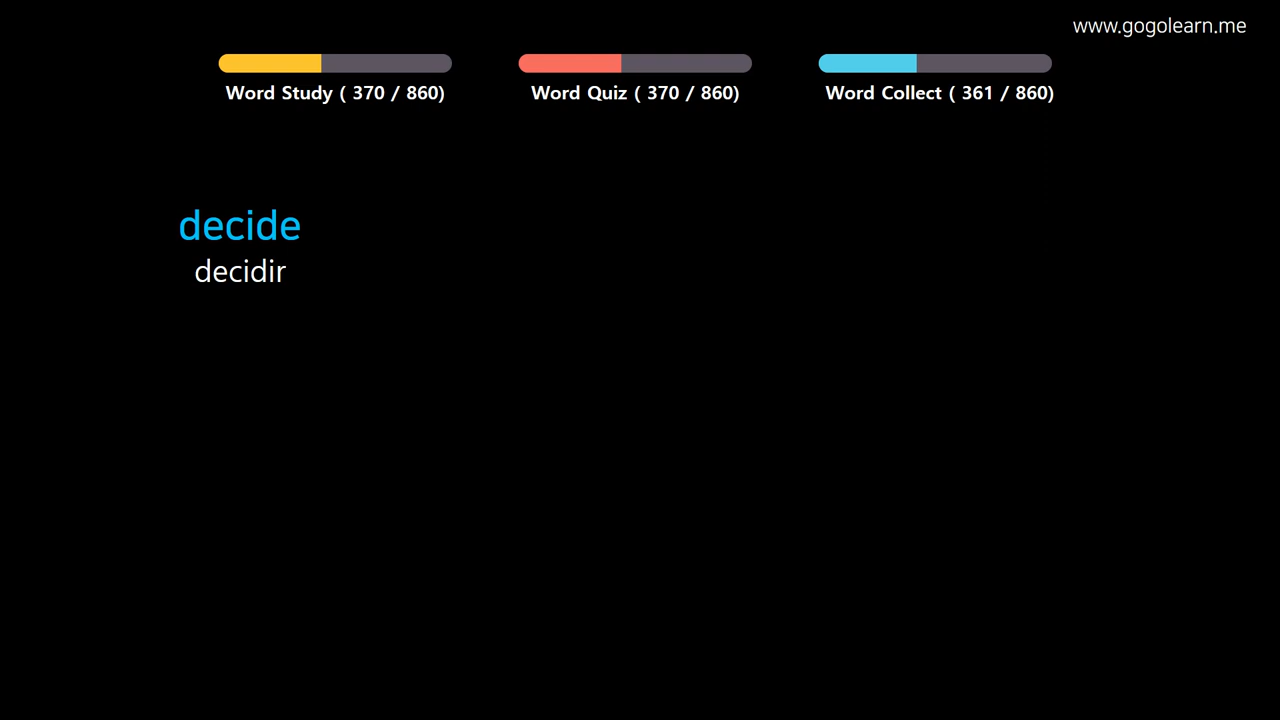 www.gogolearn.me
Word Study ( 370 / 860)
Word Quiz ( 370 / 860)
Word Collect ( 361 / 860)
decide
decidir